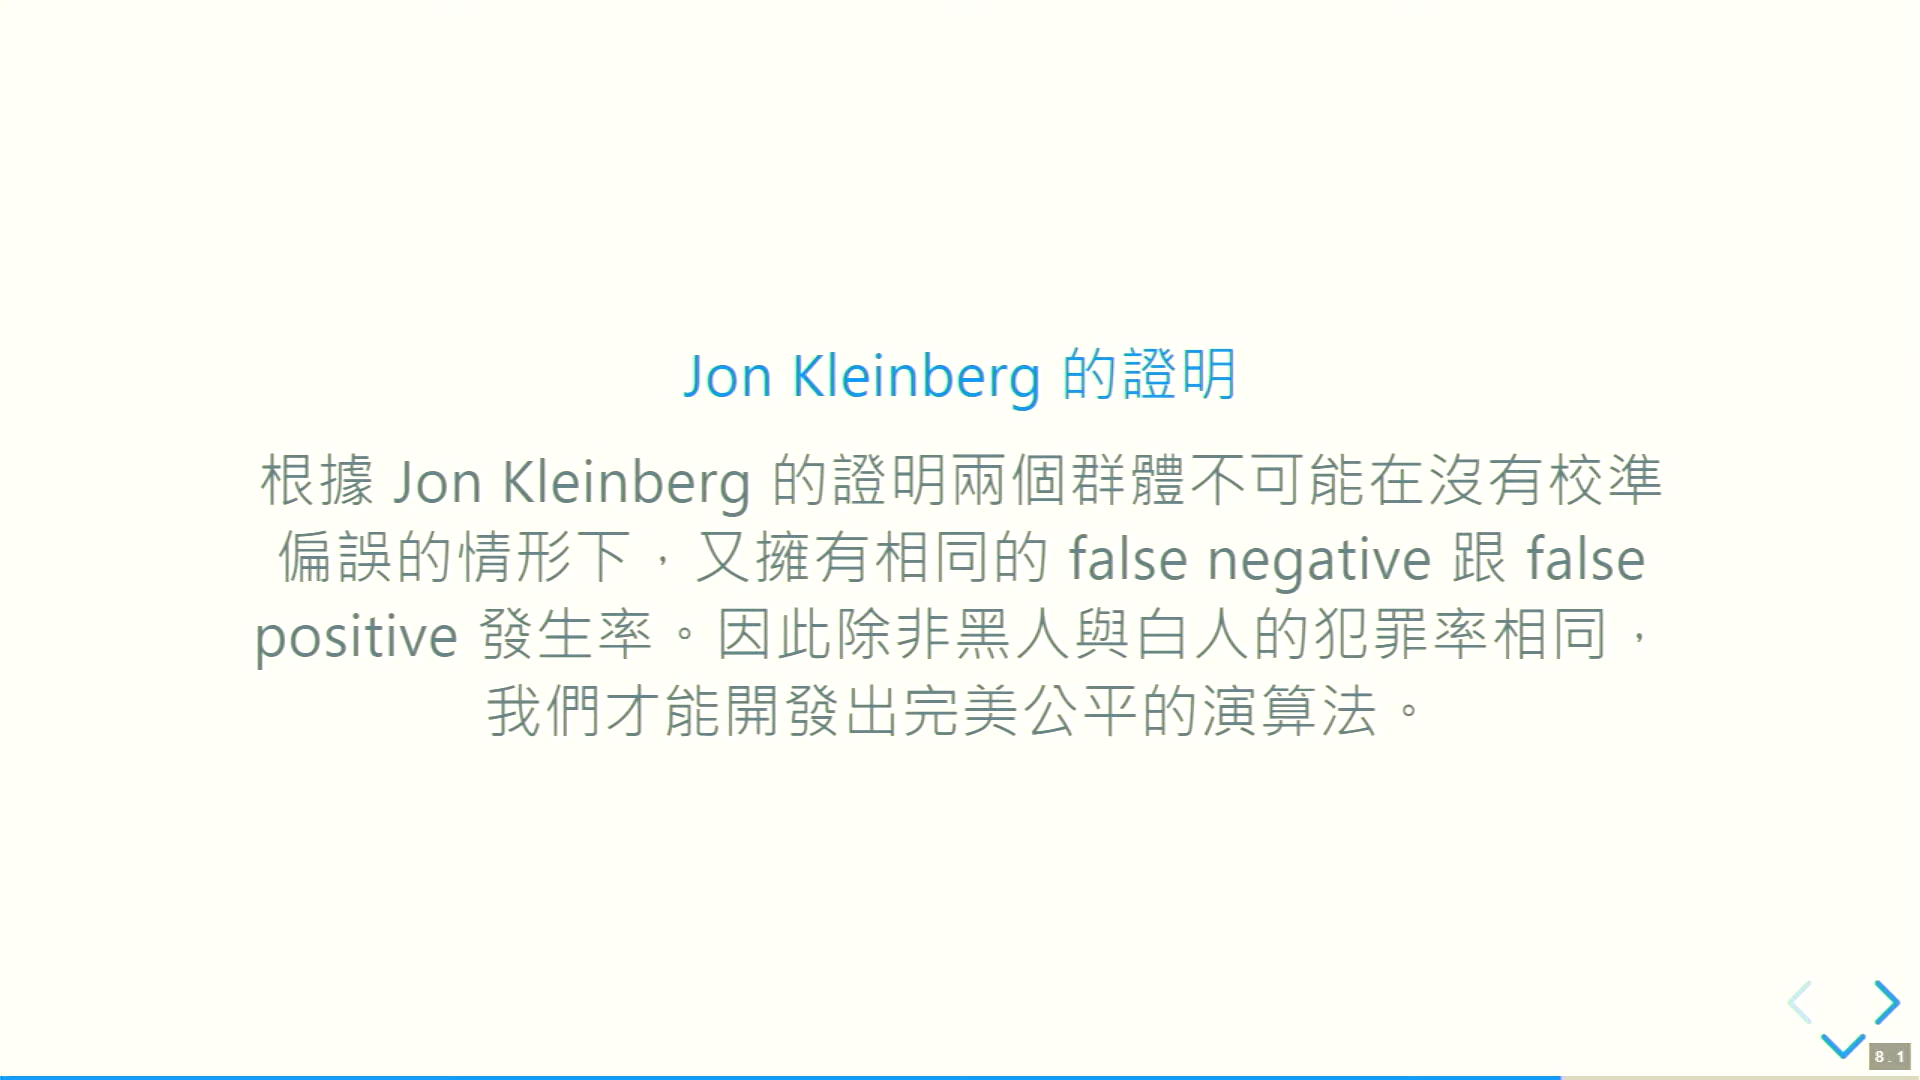 Jon Kleinberg 的證明
根據 Jon Kleinberg 的證明兩個群體不可能在沒有校準
偏誤的情形下，又擁有相同的 false negative 跟 false
positive 發生率。因此除非黑人與白人的犯罪率相同，
我們才能開發出完美公平的演算法。
8.1